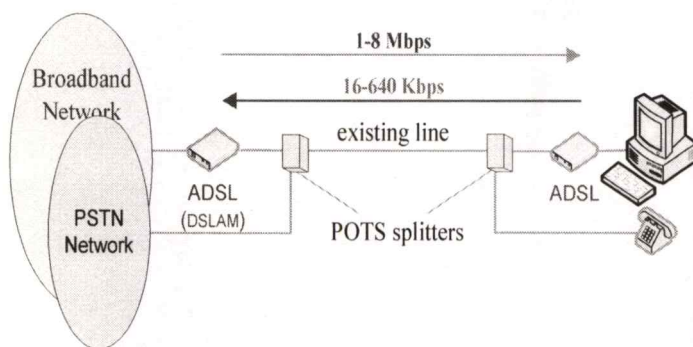 1-8 Mbps
Broadband
Network
16-640 Kbps
existing line
ADSL
(DSLAM)
ADSL
PSTN
Network
POTS splitters